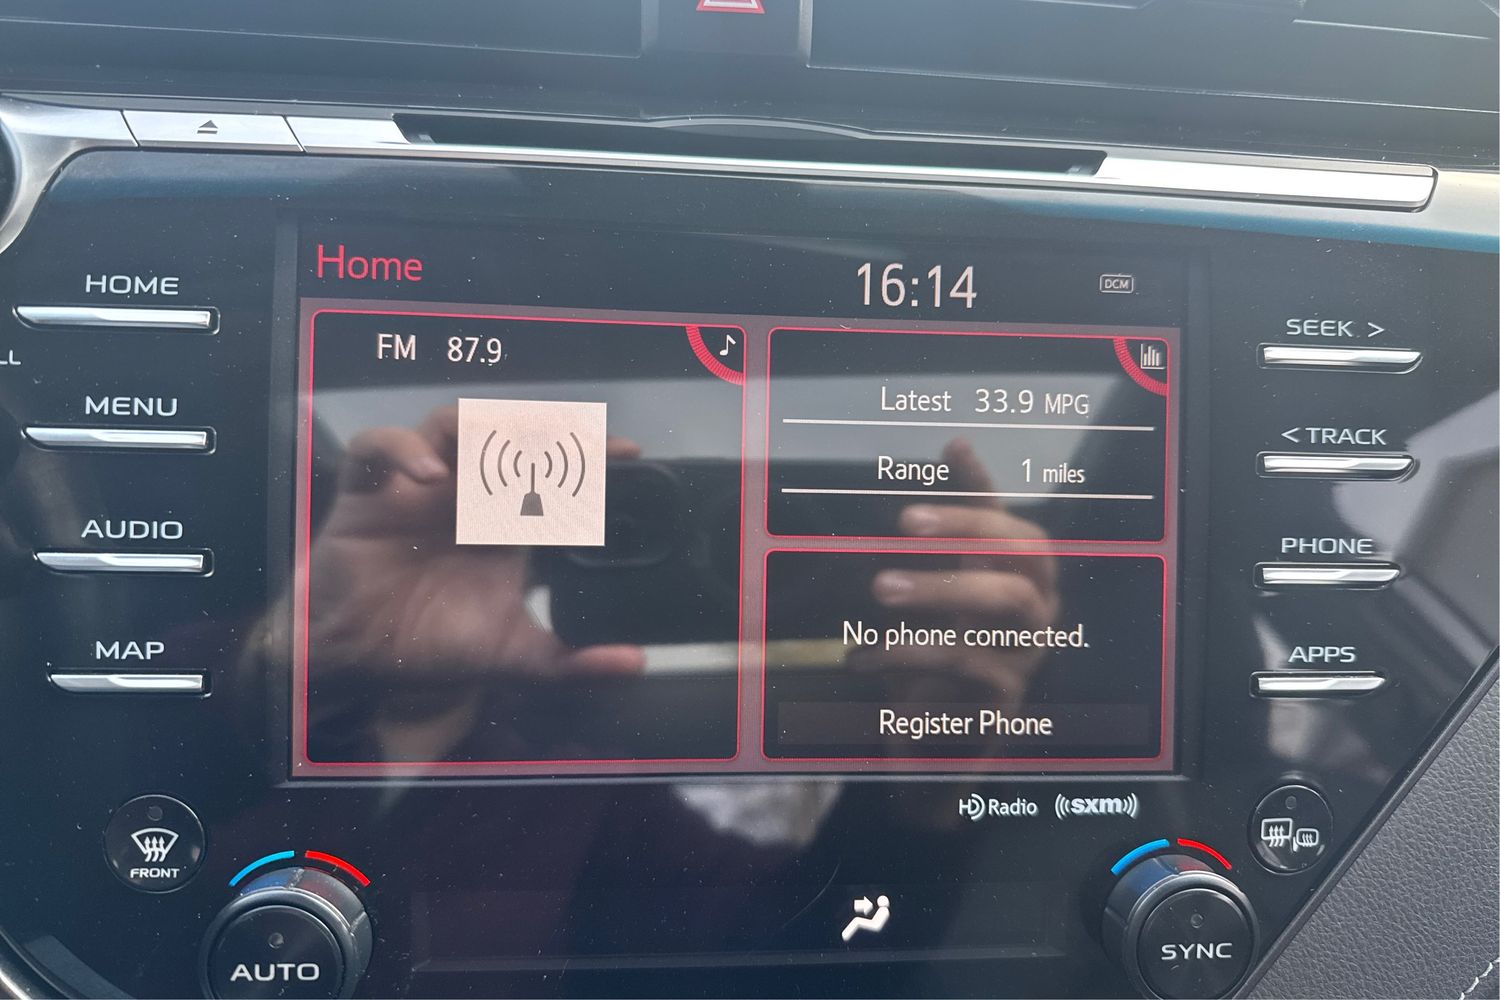 HOME
LL
MENU
AUDIO
MAP
Home
16:14
DCM
FM 87.9
Latest 33.9 MPG
Range 1 miles
No phone connected.
Register Phone
SEEK >
< TRACK
PHONE
APPS
HD Radio
((sxm))
FRONT
AUTO
SYNC